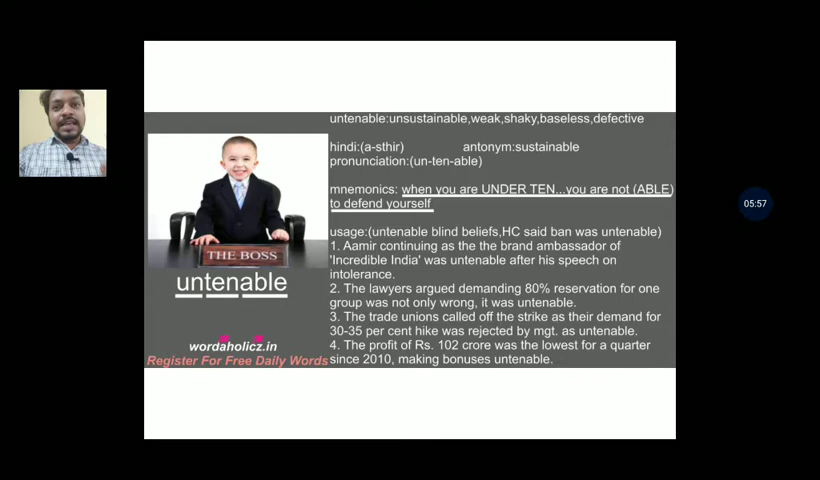 untenable:unsustainable,weak,shaky,baseless,defective
hindi:(a-sthir) antonym:sustainable
pronunciation:(un-ten-able)
mnemonics: when you are UNDER TEN...you are not (ABLE)
to defend yourself
usage:(untenable blind beliefs,HC said ban was untenable)
1. Aamir continuing as the the brand ambassador of
'Incredible India' was untenable after his speech on
intolerance.
2. The lawyers argued demanding 80% reservation for one
group was not only wrong, it was untenable.
3. The trade unions called off the strike as their demand for
30-35 per cent hike was rejected by mgt. as untenable.
4. The profit of Rs. 102 crore was the lowest for a quarter
since 2010, making bonuses untenable.
THE BOSS
untenable
wordaholicz.in
Register For Free Daily Words
05:57